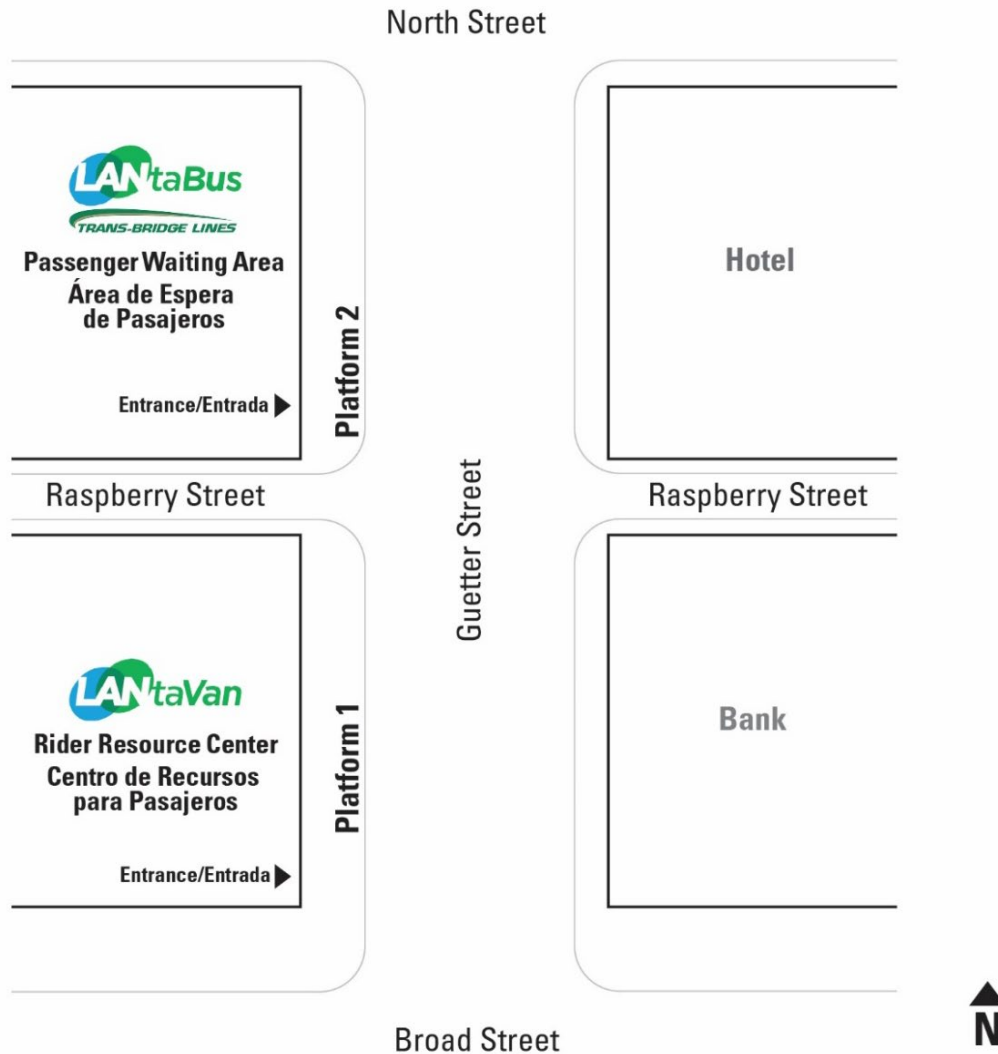 North Street
LANtaBus
TRANS-BRIDGE LINES
Passenger Waiting Area
Área de Espera
de Pasajeros
Entrance/Entrada
Platform 2
Hotel
Raspberry Street
Raspberry Street
Guetter Street
LANtaVan
Rider Resource Center
Centro de Recursos
para Pasajeros
Entrance/Entrada
Platform 1
Bank
Broad Street
N